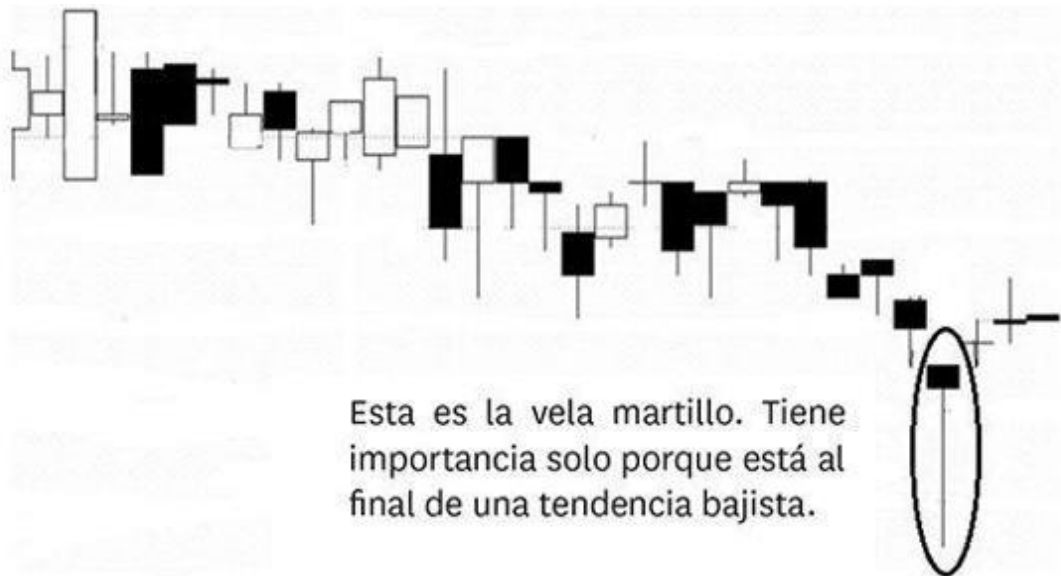 Esta es la vela martillo. Tiene
importancia solo porque está al
final de una tendencia bajista.